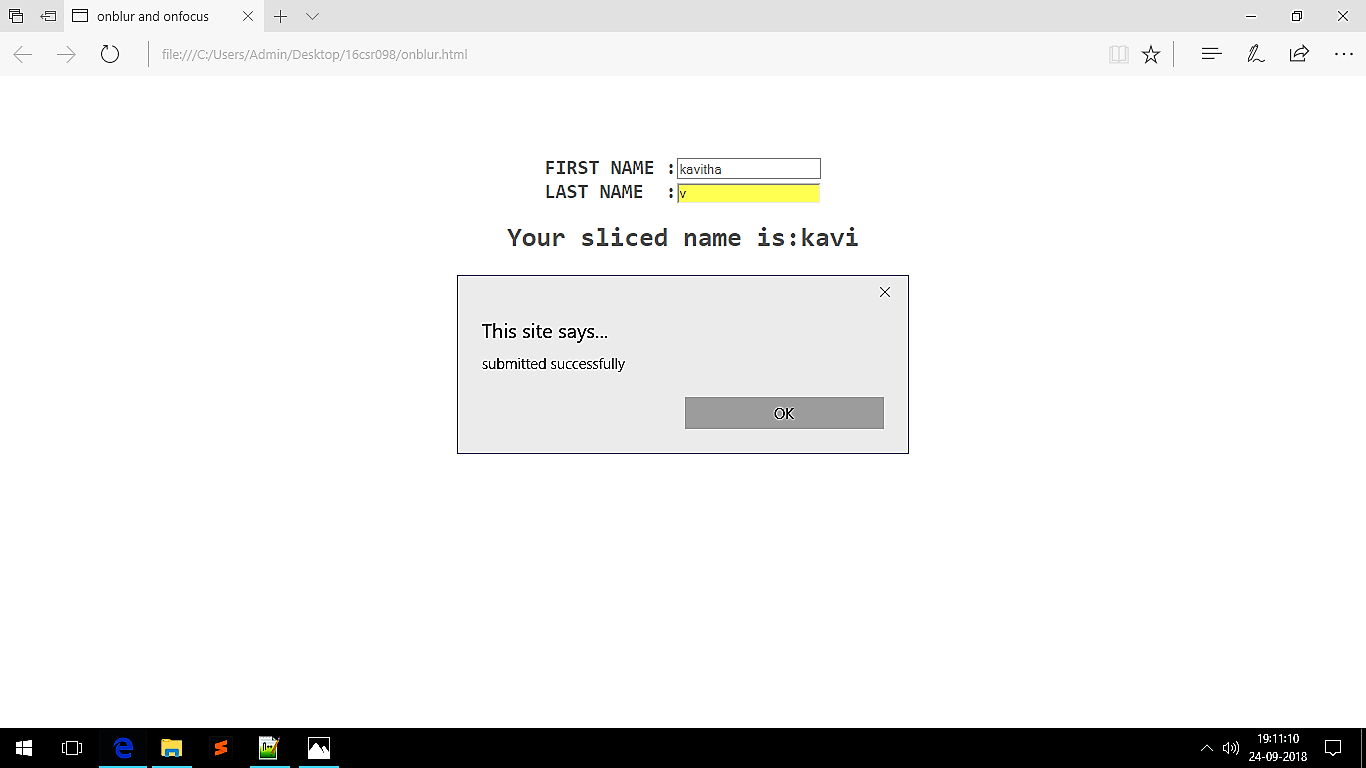 onblur and onfocus
file:///C:/Users/Admin/Desktop/16csr098/onblur.html
FIRST NAME :kavitha
LAST NAME :v
Your sliced name is:kavi
This site says...
submitted successfully
OK
19:11:10
24-09-2018